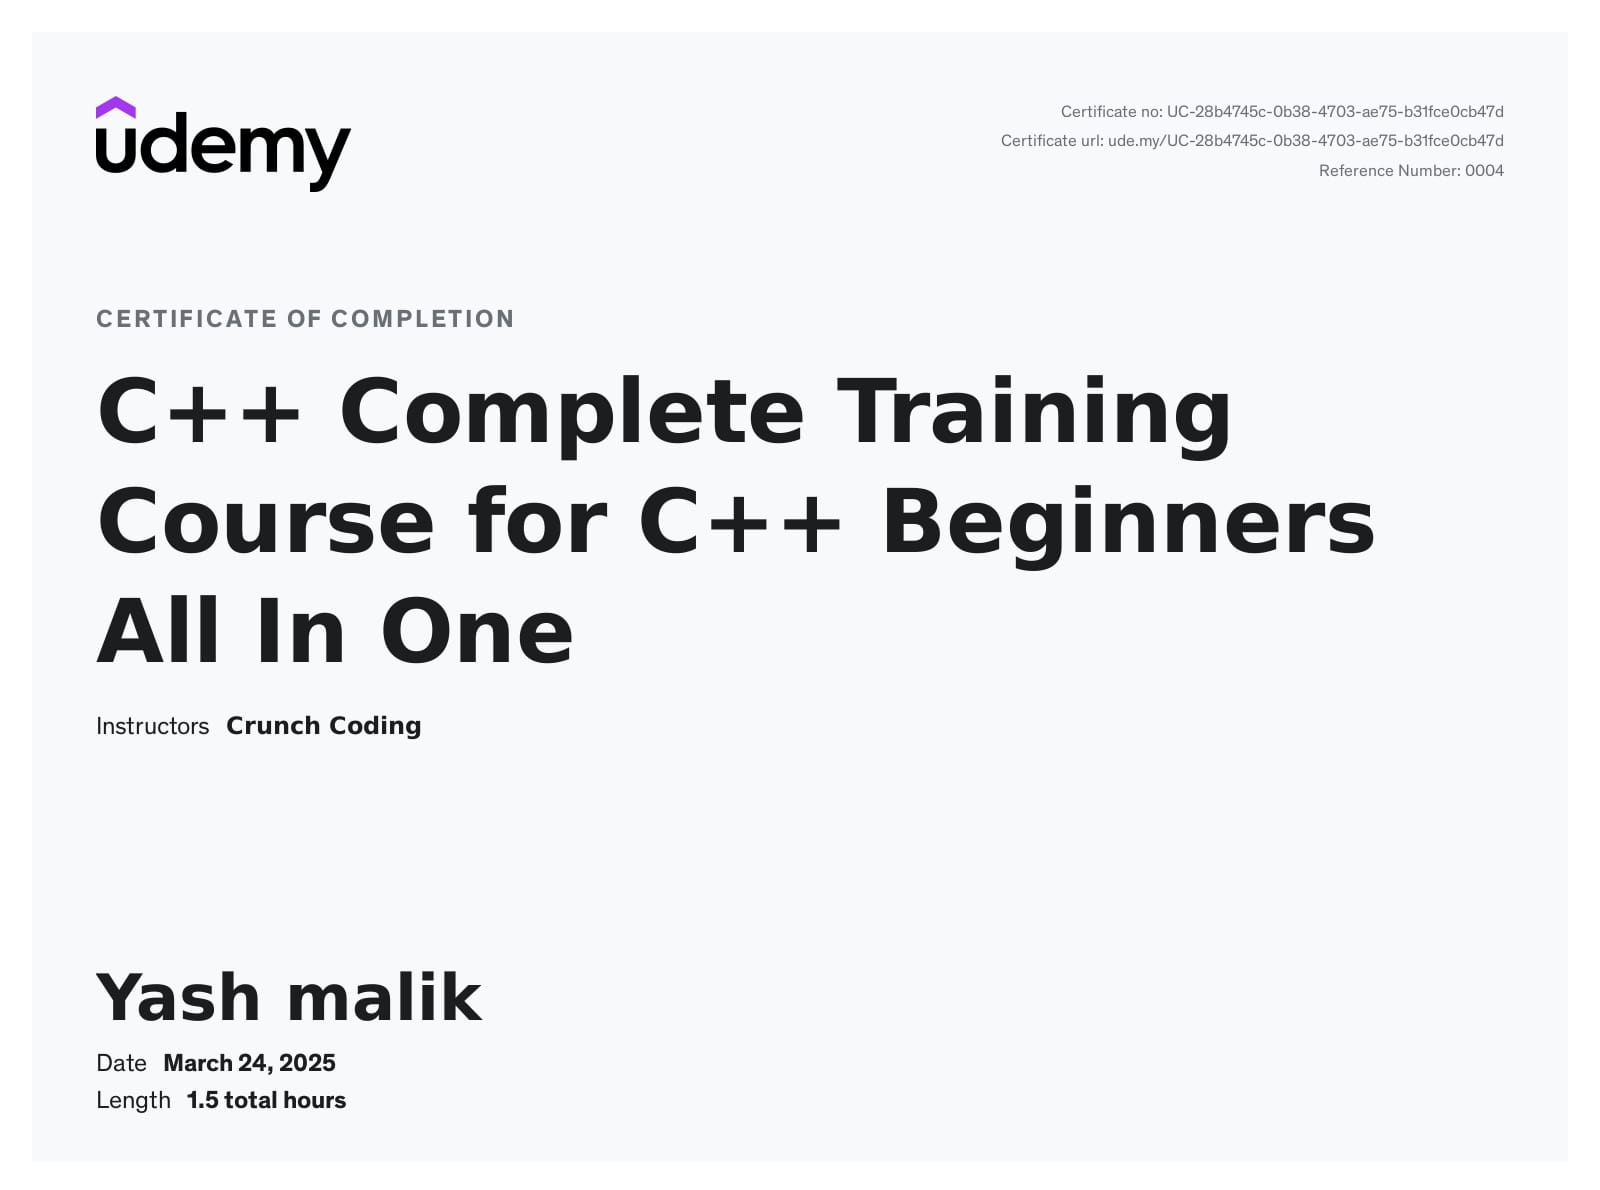 udemy
Certificate no: UC-28b4745c-0b38-4703-ae75-b31fce0cb47d
Certificate url: ude.my/UC-28b4745c-0b38-4703-ae75-b31fce0cb47d
Reference Number: 0004
CERTIFICATE OF COMPLETION
C++ Complete Training
Course for C++ Beginners
All In One
Instructors Crunch Coding
Yash malik
Date March 24, 2025
Length 1.5 total hours